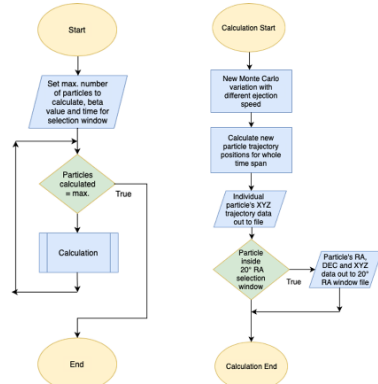 Start
Set max. number
of particles to
calculate, beta
value and time for
selection window
Particles
calculated
= max.
True
Calculation
End
Calculation Start
New Monte Carlo
variation with
different ejection
speed
Calculate new
particle trajectory
positions for whole
time span
Individual
particle's XYZ
trajectory data
out to file
Particle
inside
20° RA
selection
window
True
Particle's RA,
DEC and XYZ
data out to 20°
RA window file
Calculation End